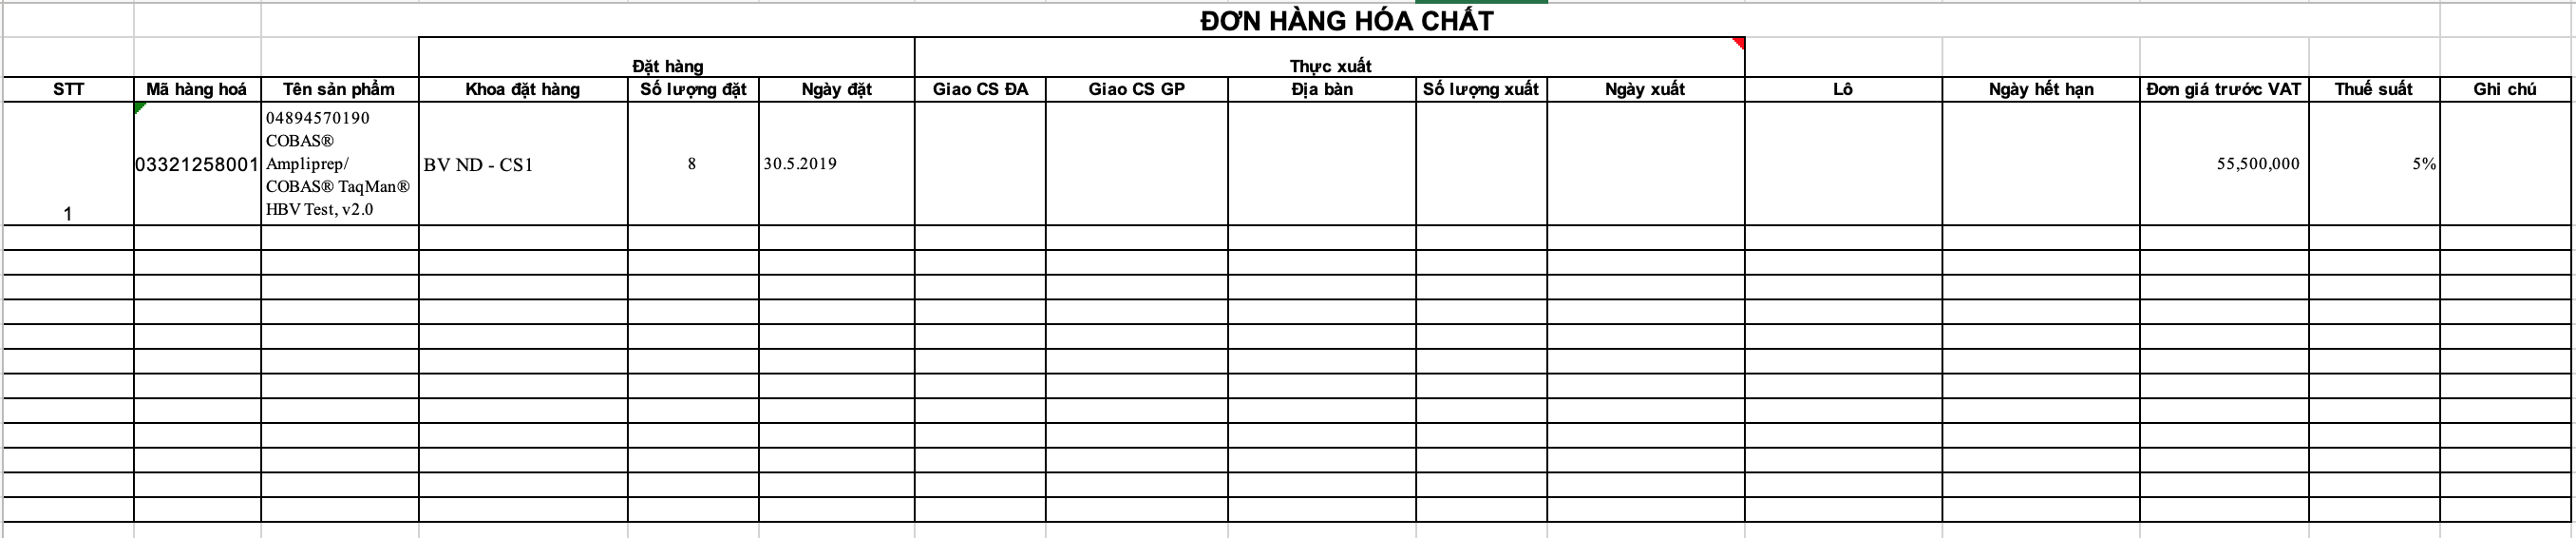 ĐƠN HÀNG HÓA CHẤT
Đặt hàng Thực xuất
STT Mã hàng hoá Tên sản phẩm Khoa đặt hàng Số lượng đặt Ngày đặt Giao CS ĐA Giao CS GP Địa bàn Số lượng xuất Ngày xuất Lô Ngày hết hạn Đơn giá trước VAT Thuế suất Ghi chú
1
03321258001
04894570190
COBAS®
Ampliprep/
COBAS® TaqMan®
HBV Test, v2.0
BV ND - CS1
8
30.5.2019
55,500,000
5%